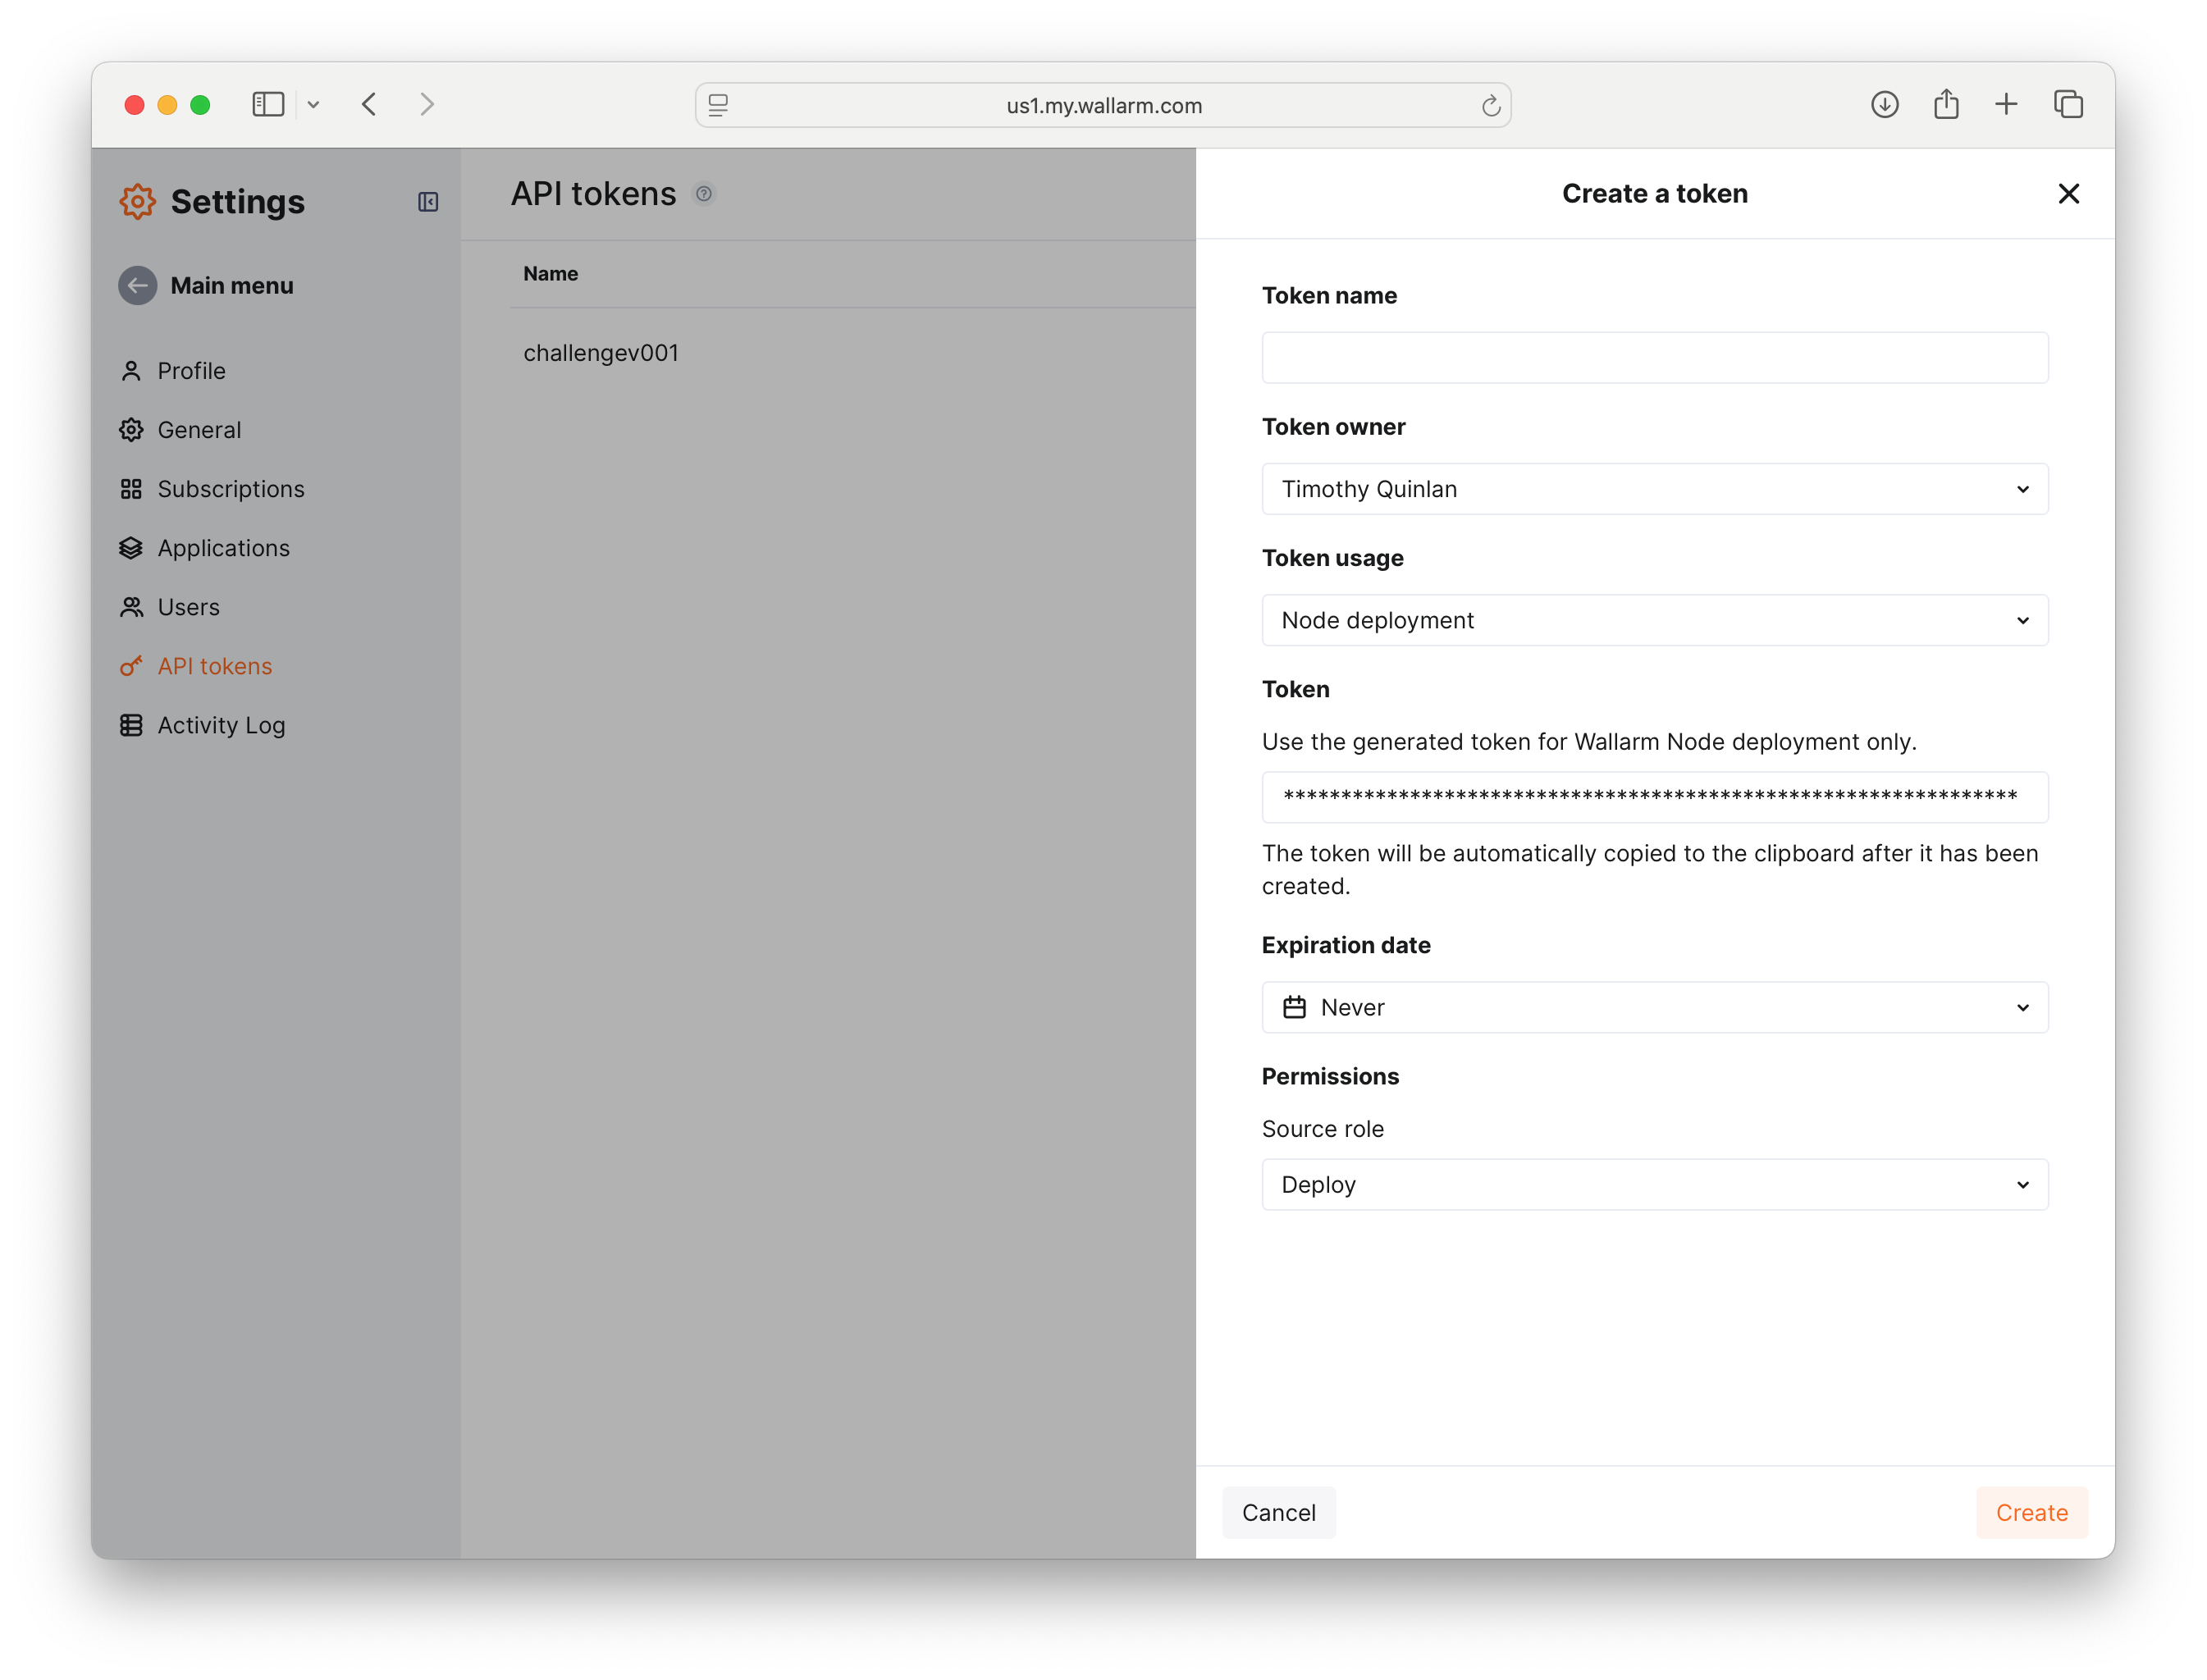 us1.my.wallarm.com
Settings
Main menu
Profile
General
Subscriptions
Applications
Users
API tokens
Activity Log
API tokens
Name
challengev001
Create a token
Token name
Token owner
Timothy Quinlan
Token usage
Node deployment
Token
Use the generated token for Wallarm Node deployment only.
****************************************************************
The token will be automatically copied to the clipboard after it has been
created.
Expiration date
Never
Permissions
Source role
Deploy
Cancel
Create